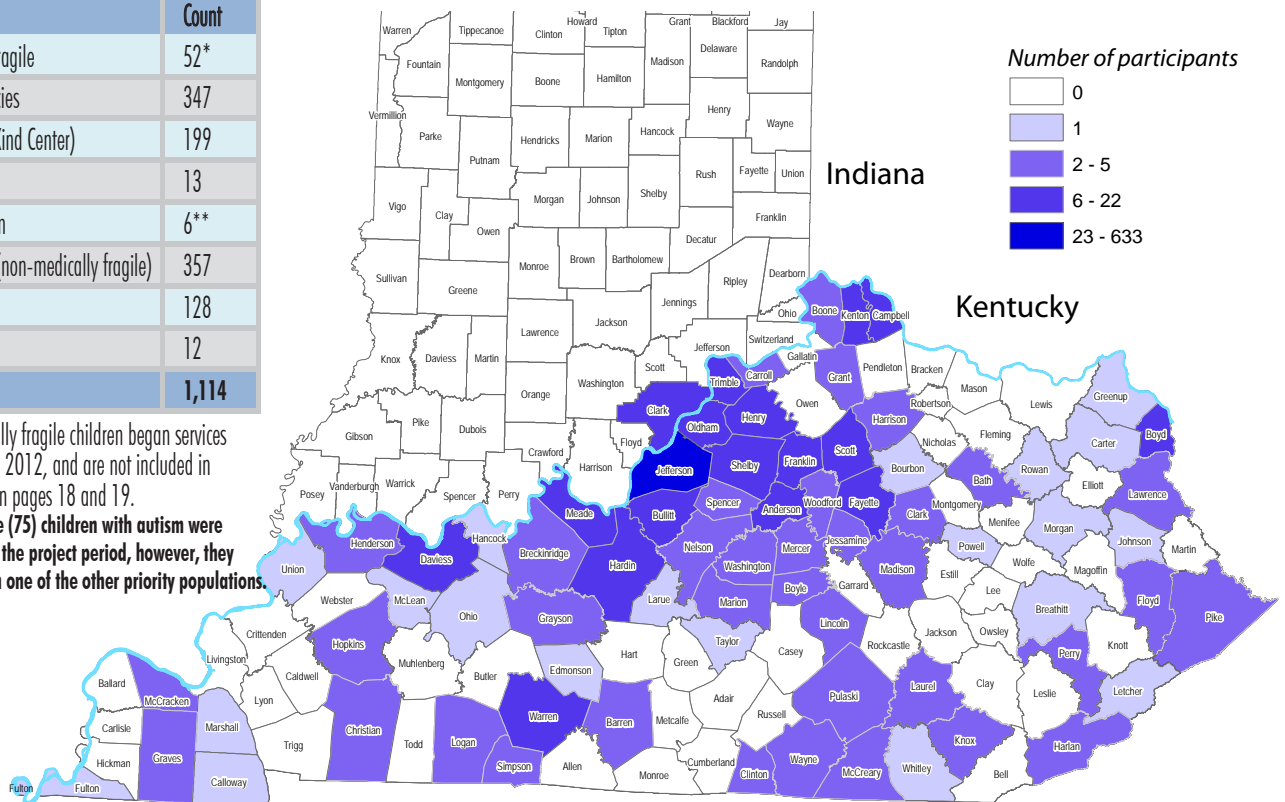 Count
agile 52*
ties 347
Kind Center) 199
13
n 6**
(non-medically fragile) 357
128
12
1,114
lly fragile children began services
2012, and are not included in
n pages 18 and 19.
e (75) children with autism were
the project period, however, they
n one of the other priority populations.
Number of participants
0
1
2 - 5
6 - 22
23 - 633
Indiana
Kentucky
Warren
Tippecanoe
Clinton
Howard
Tipton
Grant
Blackford
Jay
Fountain
Montgomery
Boone
Hamilton
Madison
Delaware
Randolph
Vermillion
Parke
Putnam
Hendricks
Marion
Hancock
Henry
Wayne
Vigo
Clay
Owen
Morgan
Johnson
Shelby
Rush
Fayette
Union
Franklin
Sullivan
Greene
Monroe
Brown
Bartholomew
Decatur
Ripley
Dearborn
Jennings
Jackson
Lawrence
Ohio
Switzerland
Jefferson
Scott
Knox
Daviess
Martin
Orange
Washington
Clark
Floyd
Gibson
Pike
Dubois
Crawford
Harrison
Posey
Vanderburgh
Warrick
Spencer
Perry
Boone
Kenton
Campbell
Gallatin
Carroll
Trimble
Grant
Pendleton
Bracken
Mason
Robertson
Lewis
Greenup
Owen
Henry
Oldham
Harrison
Nicholas
Fleming
Carter
Boyd
Jefferson
Shelby
Franklin
Scott
Bourbon
Bath
Rowan
Elliott
Lawrence
Meade
Bullitt
Spencer
Anderson
Woodford
Fayette
Clark
Montgomery
Menifee
Morgan
Johnson
Martin
Union
Henderson
Daviess
Hancock
Breckinridge
Hardin
Nelson
Washington
Mercer
Jessamine
Madison
Powell
Estill
Wolfe
Magoffin
Webster
McLean
Ohio
Grayson
Larue
Marion
Boyle
Garrard
Lee
Breathitt
Floyd
Pike
Crittenden
Hopkins
Muhlenberg
Butler
Edmonson
Hart
Green
Taylor
Casey
Lincoln
Rockcastle
Jackson
Owsley
Perry
Knott
Livingston
Caldwell
Lyon
Ballard
McCracken
Carlisle
Marshall
Hickman
Graves
Calloway
Fulton
Fulton
Trigg
Christian
Todd
Logan
Warren
Simpson
Allen
Barren
Metcalfe
Monroe
Adair
Russell
Cumberland
Clinton
Wayne
Pulaski
McCreary
Laurel
Whitley
Knox
Clay
Leslie
Letcher
Harlan
Bell